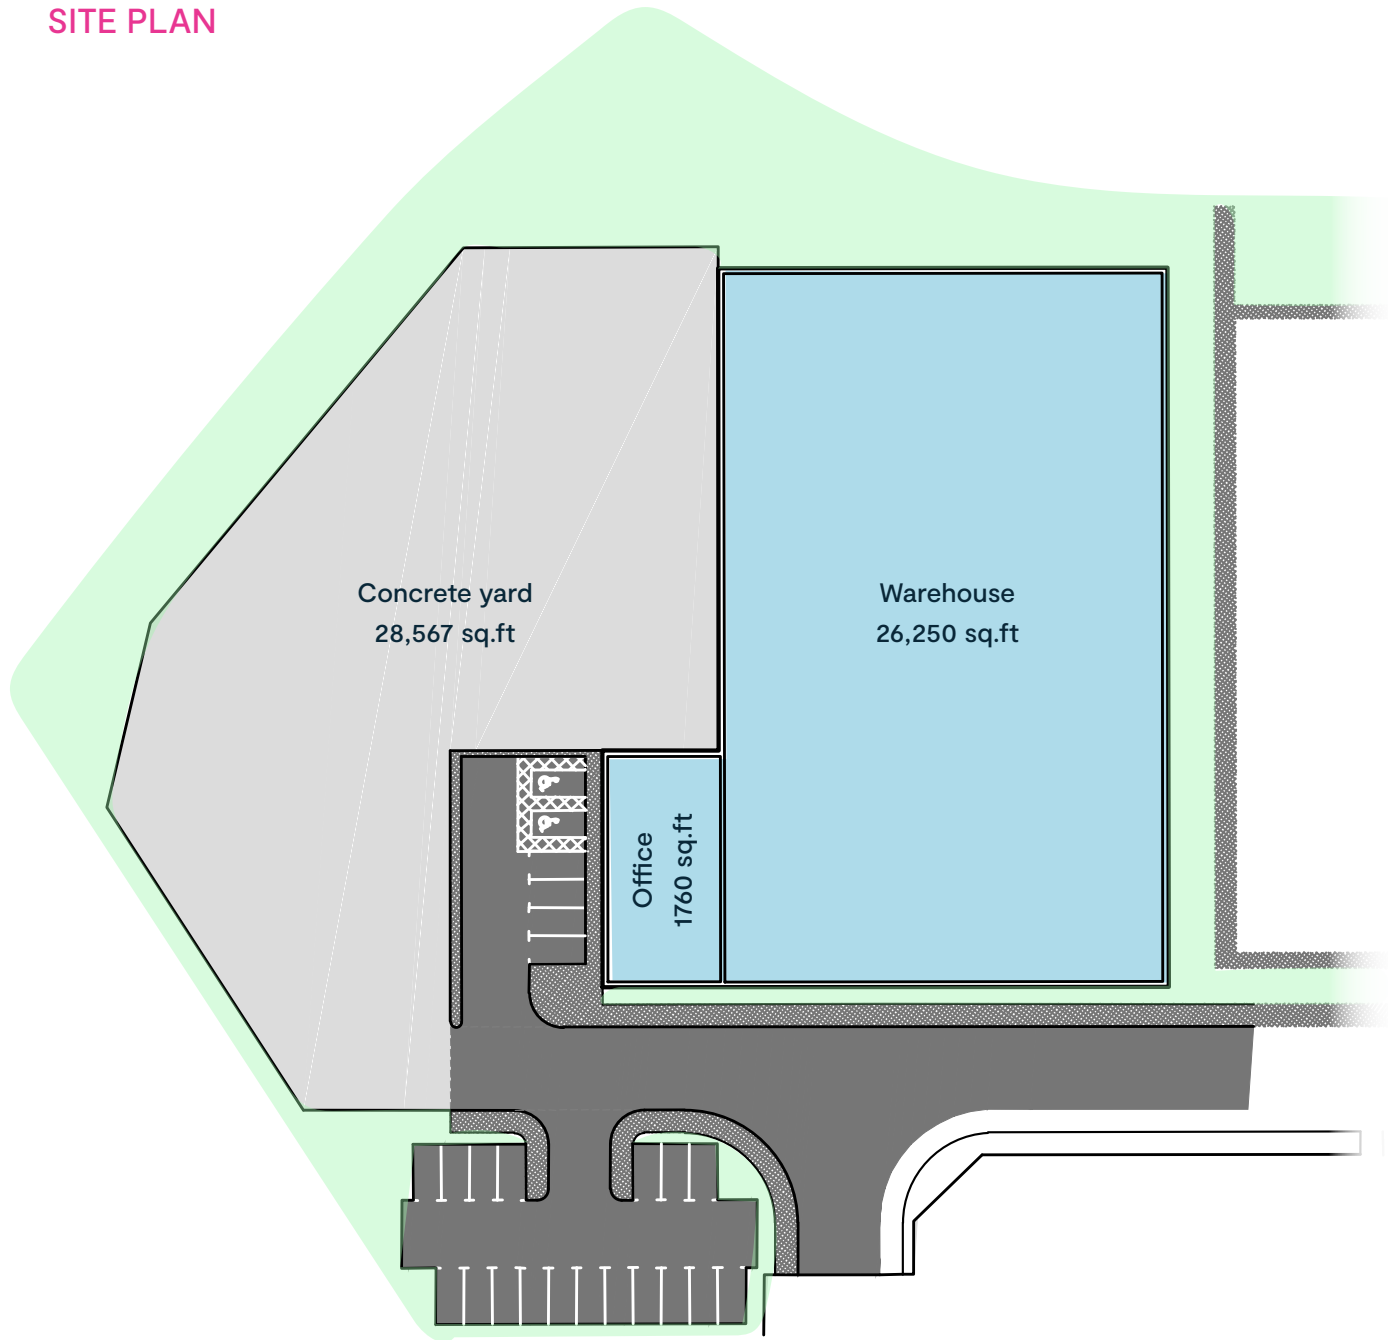 SITE PLAN
Concrete yard
28,567 sq.ft
Warehouse
26,250 sq.ft
Office
1760 sq.ft